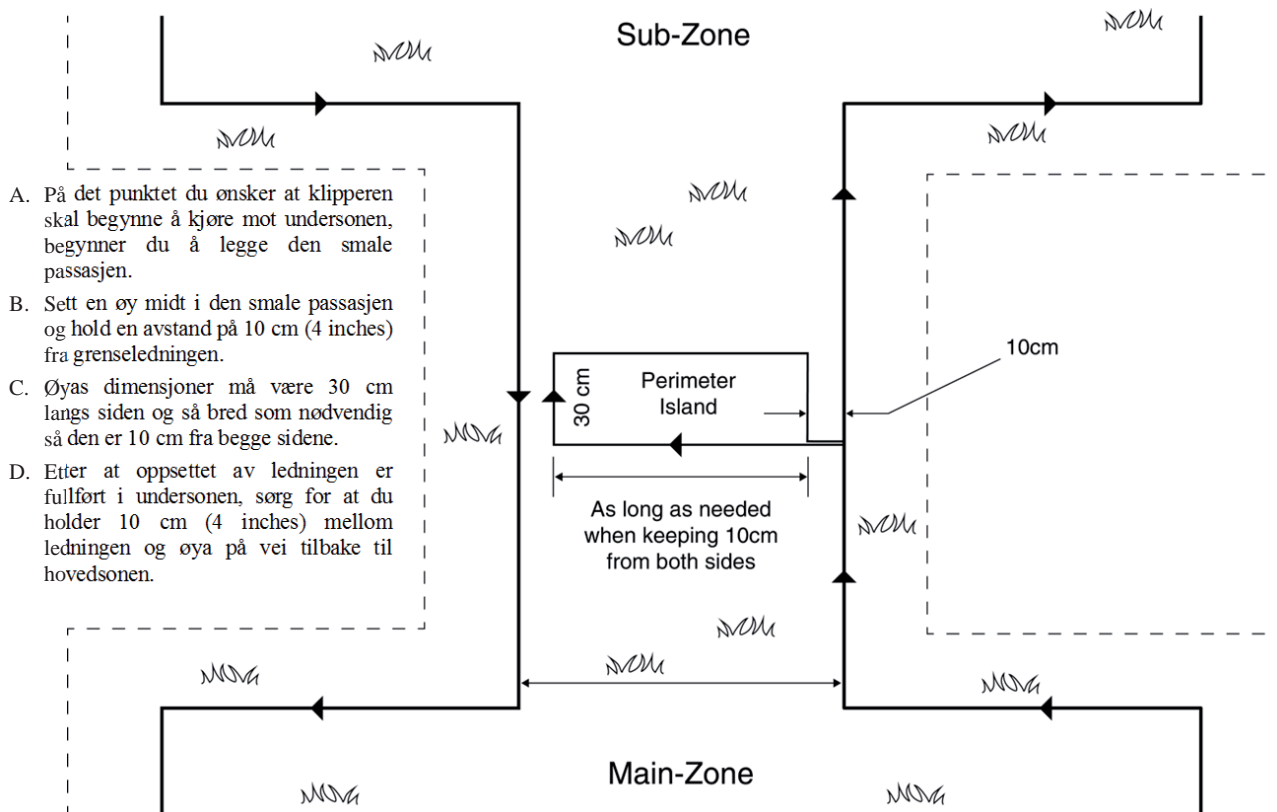 Sub-Zone
A. På det punktet du ønsker at klipperen
skal begynne å kjøre mot undersonen,
begynner du å legge den smale
passasjen.
B. Sett en øy midt i den smale passasjen
og hold en avstand på 10 cm (4 inches)
fra grenseledningen.
C. Øyas dimensjoner må være 30 cm
langs siden og så bred som nødvendig
så den er 10 cm fra begge sidene.
D. Etter at oppsettet av ledningen er
fullført i undersonen, sørg for at du
holder 10 cm (4 inches) mellom
ledningen og øya på vei tilbake til
hovedsonen.
30 cm
Perimeter
Island
10cm
As long as needed
when keeping 10cm
from both sides
Main-Zone